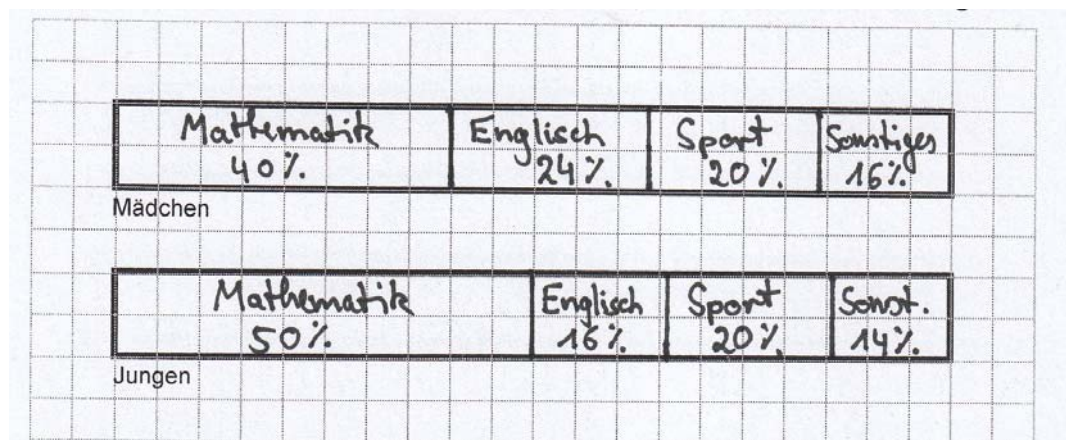 Mathematik Englisch Sport Sonstiges
40% 24% 20% 16%
Mädchen
Mathematik Englisch Sport Sonst.
50% 16% 20% 14%
Jungen